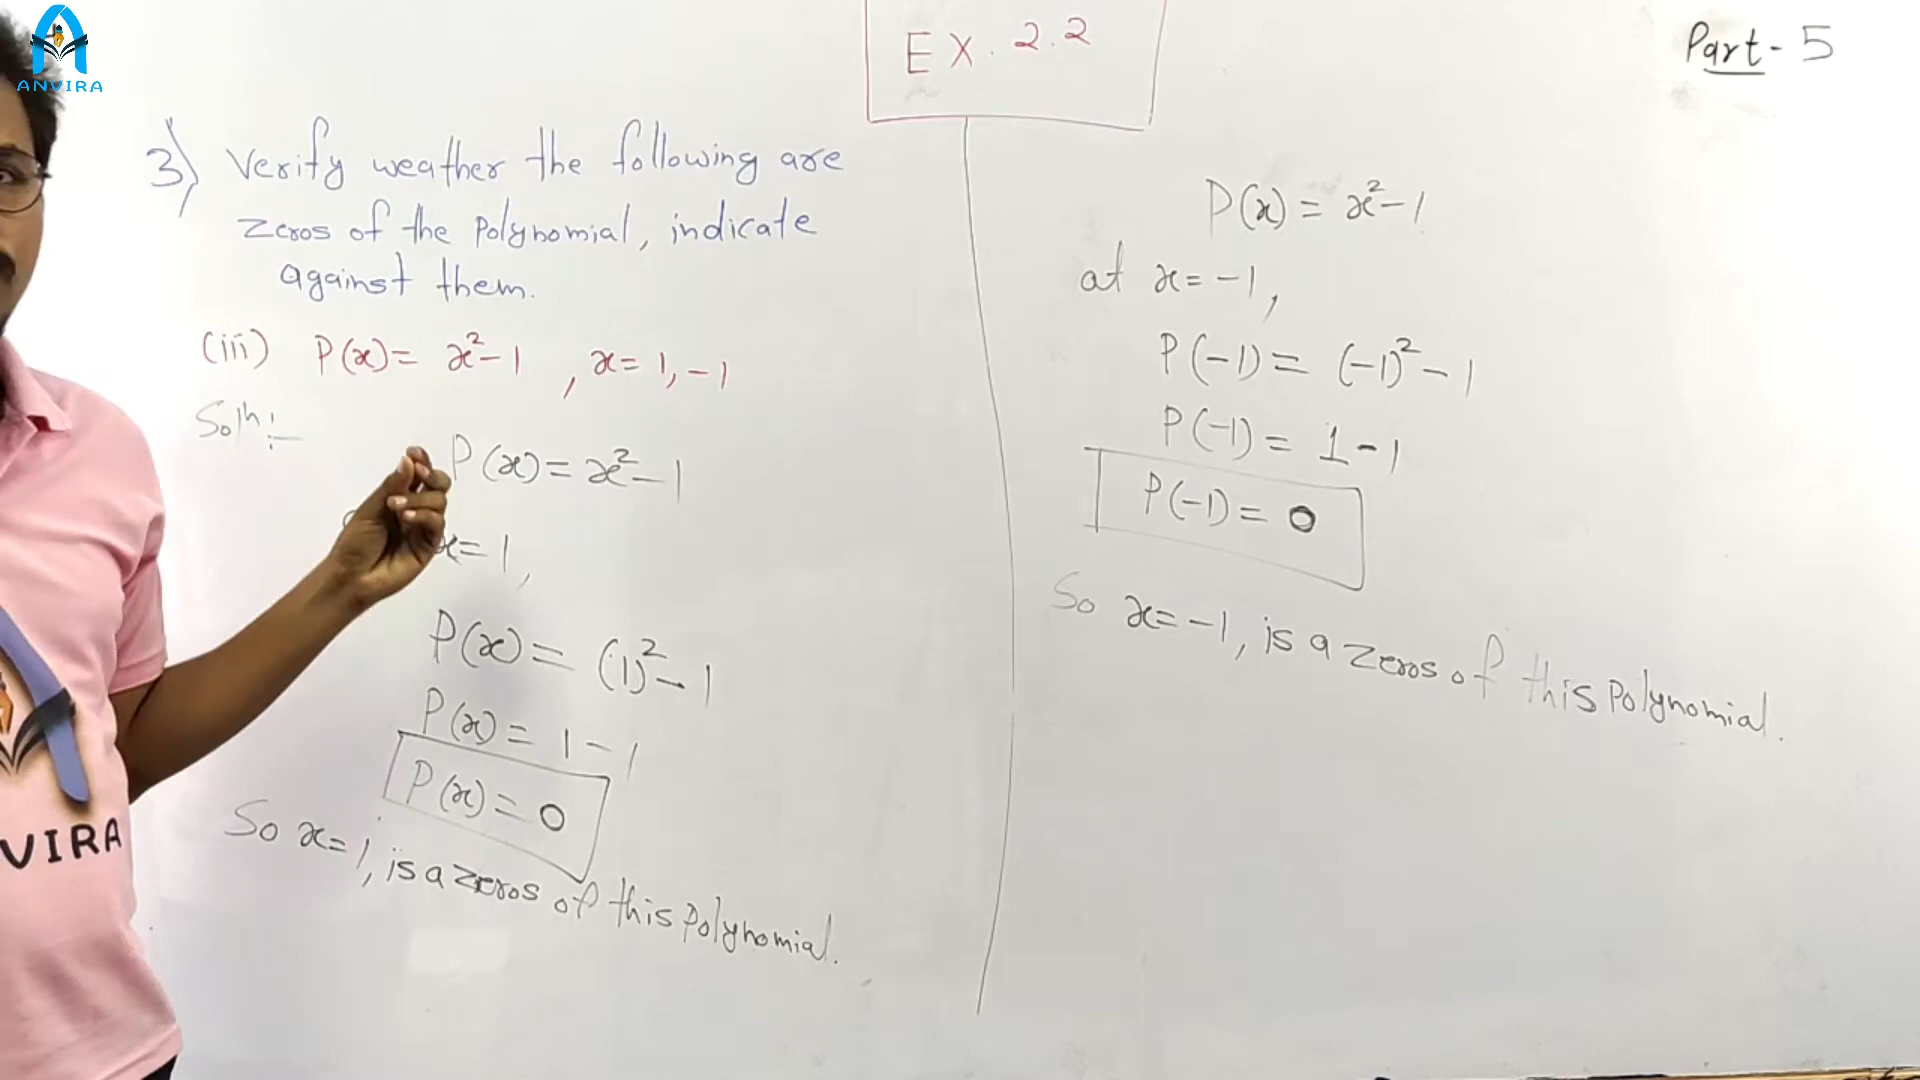 ANVIRA
EX. 2.2
Part - 5
3) Verify weather the following are
zeros of the polynomial, indicate
against them.
(iii) P(x) = x² - 1 , x = 1, -1
Soln :-
P(x) = x² - 1
x = 1,
P(x) = (1)² - 1
P(x) = 1 - 1
P(x) = 0
So x = 1, is a zeros of this polynomial.
P(x) = x² - 1
at x = -1,
P(-1) = (-1)² - 1
P(-1) = 1 - 1
P(-1) = 0
So x = -1, is a zeros of this polynomial.
VIRA